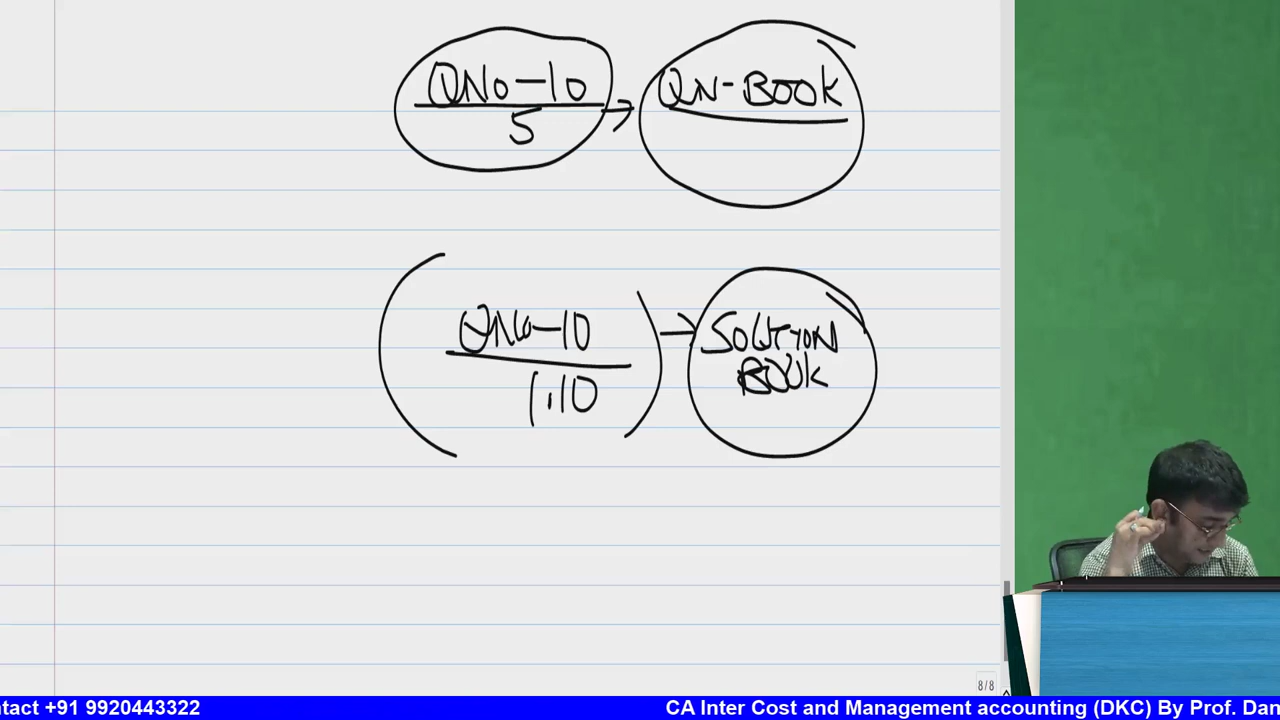 QNo-10 → QN-BOOK
5
QNo-10 → SOLUTION
1.10 BOOK
8/8
ntact +91 9920443322 CA Inter Cost and Management accounting (DKC) By Prof. Dan